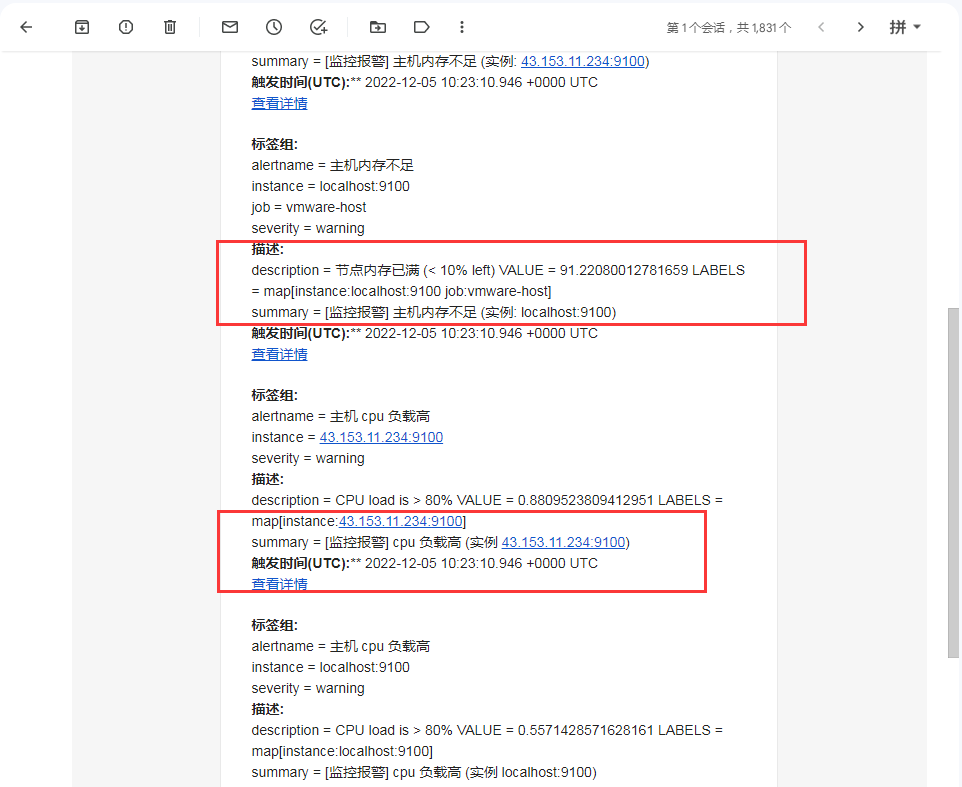 第 1 个会话，共 1,831 个
拼
summary = [监控报警] 主机内存不足 (实例: 43.153.11.234:9100)
触发时间(UTC):** 2022-12-05 10:23:10.946 +0000 UTC
查看详情
标签组:
alertname = 主机内存不足
instance = localhost:9100
job = vmware-host
severity = warning
描述:
description = 节点内存已满 (< 10% left) VALUE = 91.22080012781659 LABELS
= map[instance:localhost:9100 job:vmware-host]
summary = [监控报警] 主机内存不足 (实例: localhost:9100)
触发时间(UTC):** 2022-12-05 10:23:10.946 +0000 UTC
查看详情
标签组:
alertname = 主机 cpu 负载高
instance = 43.153.11.234:9100
severity = warning
描述:
description = CPU load is > 80% VALUE = 0.8809523809412951 LABELS =
map[instance:43.153.11.234:9100]
summary = [监控报警] cpu 负载高 (实例 43.153.11.234:9100)
触发时间(UTC):** 2022-12-05 10:23:10.946 +0000 UTC
查看详情
标签组:
alertname = 主机 cpu 负载高
instance = localhost:9100
severity = warning
描述:
description = CPU load is > 80% VALUE = 0.5571428571628161 LABELS =
map[instance:localhost:9100]
summary = [监控报警] cpu 负载高 (实例 localhost:9100)